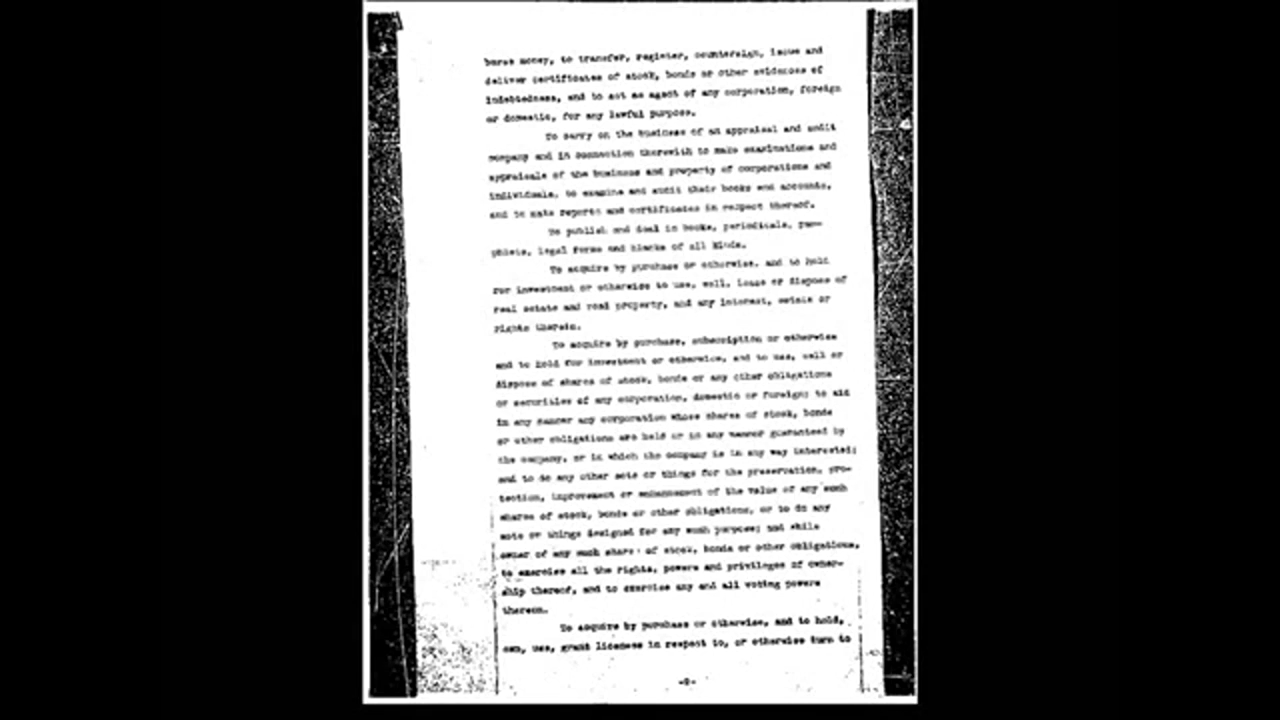 burse money, to transfer, register, countersign, issue and
deliver certificates of stock, bonds or other evidences of
indebtedness, and to act as agent of any corporation, foreign
or domestic, for any lawful purpose.
To carry on the business of an appraisal and audit
company and in connection therewith to make examinations and
appraisals of the business and property of corporations and
individuals, to examine and audit their books and accounts,
and to make reports and certificates in respect thereof.
To publish and deal in books, periodicals, pam-
phlets, legal forms and blanks of all kinds.
To acquire by purchase or otherwise, and to hold
for investment or otherwise to use, sell, lease or dispose of
real estate and real property, and any interest, estate or
rights therein.
To acquire by purchase, subscription or otherwise
and to hold for investment or otherwise, and to use, sell or
dispose of shares of stock, bonds or any other obligations
or securities of any corporation, domestic or foreign; to aid
in any manner any corporation whose shares of stock, bonds
or other obligations are held or in any manner guaranteed by
the company, or in which the company is in any way interested;
and to do any other acts or things for the preservation, pro-
tection, improvement or enhancement of the value of any such
shares of stock, bonds or other obligations, or to do any
acts or things designed for any such purpose; and while
owner of any such shares of stock, bonds or other obligations,
to exercise all the rights, powers and privileges of owner-
ship thereof, and to exercise any and all voting powers
thereon.
To acquire by purchase or otherwise, and to hold,
own, use, grant licenses in respect to, or otherwise turn to